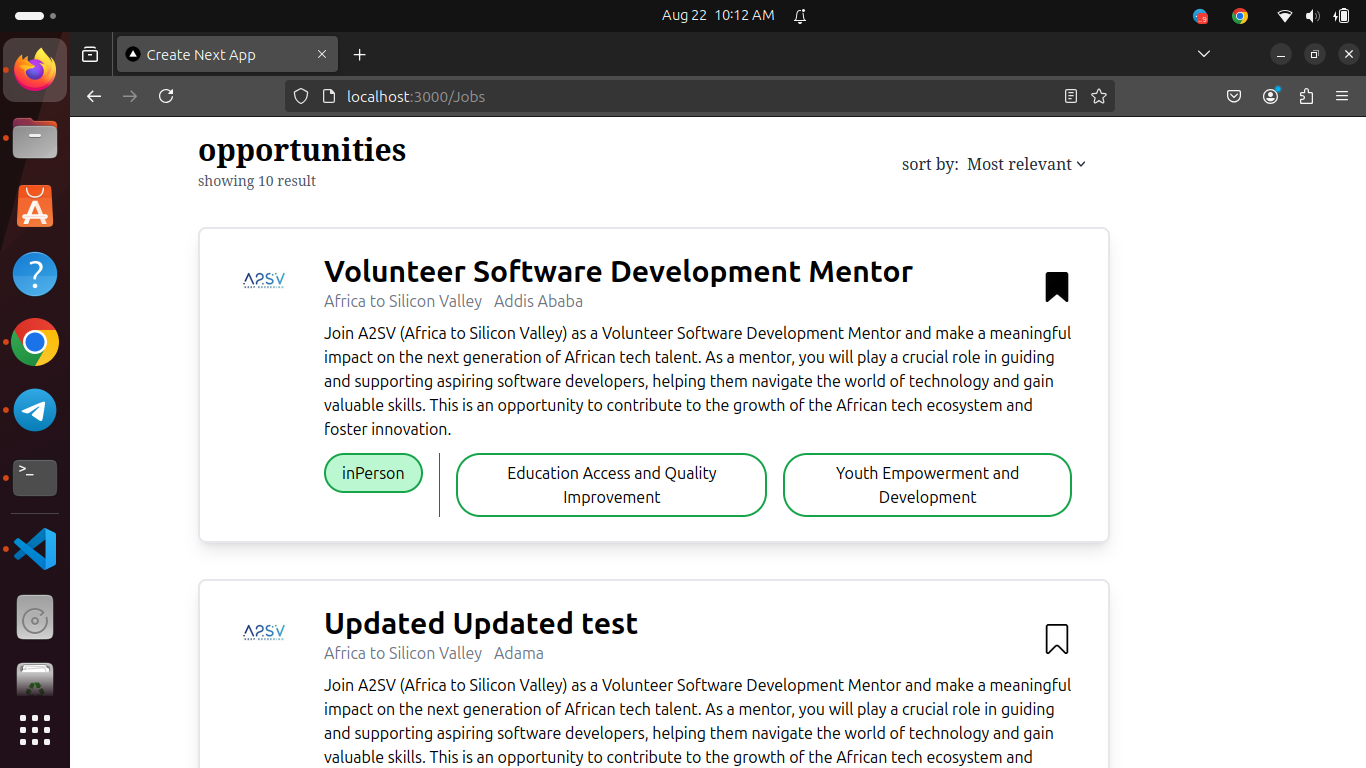 Aug 22 10:12 AM
Create Next App
localhost:3000/Jobs
opportunities
showing 10 result
sort by: Most relevant
A2SV
Volunteer Software Development Mentor
Africa to Silicon Valley Addis Ababa
Join A2SV (Africa to Silicon Valley) as a Volunteer Software Development Mentor and make a meaningful
impact on the next generation of African tech talent. As a mentor, you will play a crucial role in guiding
and supporting aspiring software developers, helping them navigate the world of technology and gain
valuable skills. This is an opportunity to contribute to the growth of the African tech ecosystem and
foster innovation.
inPerson
Education Access and Quality
Improvement
Youth Empowerment and
Development
A2SV
Updated Updated test
Africa to Silicon Valley Adama
Join A2SV (Africa to Silicon Valley) as a Volunteer Software Development Mentor and make a meaningful
impact on the next generation of African tech talent. As a mentor, you will play a crucial role in guiding
and supporting aspiring software developers, helping them navigate the world of technology and gain
valuable skills. This is an opportunity to contribute to the growth of the African tech ecosystem and